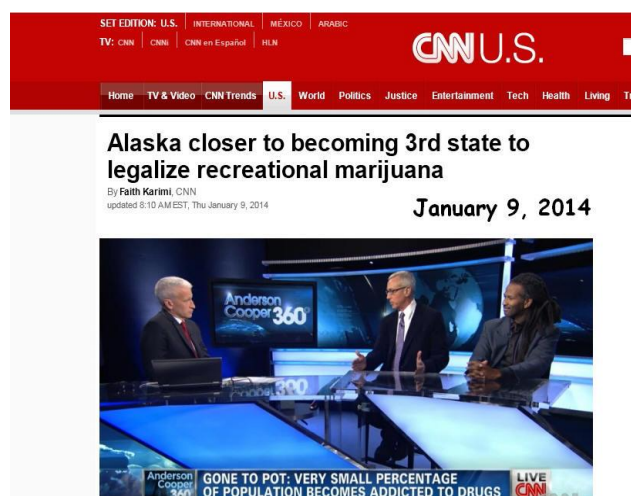 SET EDITION: U.S. INTERNATIONAL MÉXICO ARABIC
TV: CNN CNNi CNN en Español HLN
CNN U.S.
Home TV & Video CNN Trends U.S. World Politics Justice Entertainment Tech Health Living
Alaska closer to becoming 3rd state to
legalize recreational marijuana
By Faith Karimi, CNN
updated 8:10 AM EST, Thu January 9, 2014
January 9, 2014
Anderson
Cooper 360°
360
Anderson
Cooper
360°
GONE TO POT: VERY SMALL PERCENTAGE
OF POPULATION BECOMES ADDICTED TO DRUGS
LIVE
CNN